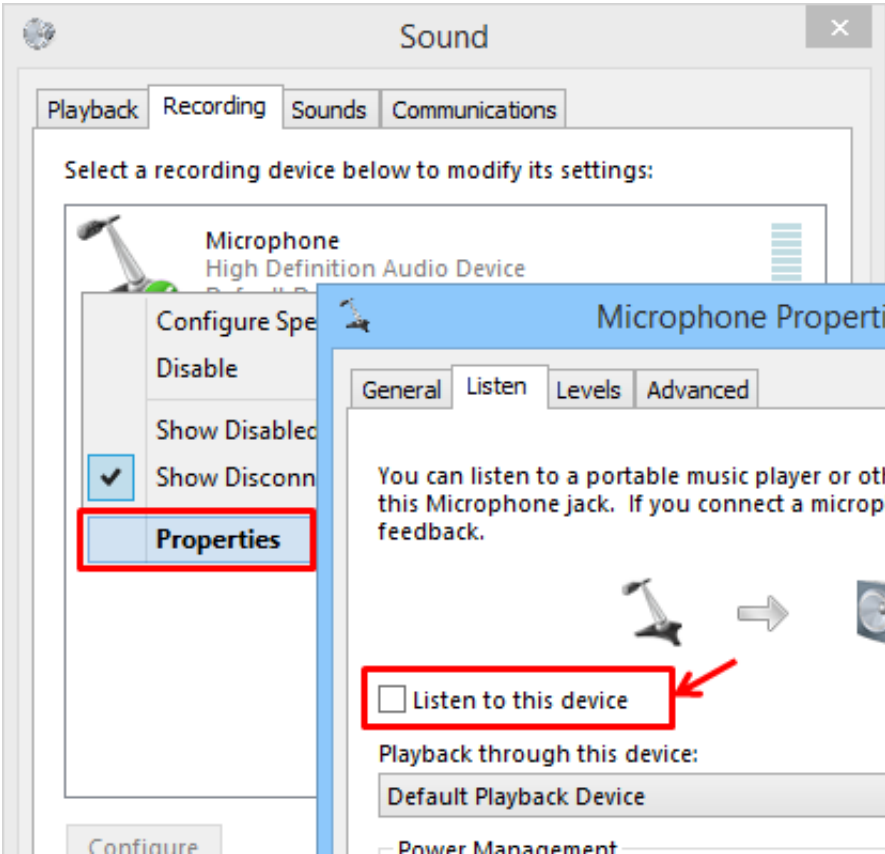 Sound
Playback Recording Sounds Communications
Select a recording device below to modify its settings:
Microphone
High Definition Audio Device
Configure Spe
Disable
Show Disabled
Show Disconn
Properties
Microphone Properti
General Listen Levels Advanced
You can listen to a portable music player or oth
this Microphone jack. If you connect a microp
feedback.
Listen to this device
Playback through this device:
Default Playback Device
Power Management
Configure